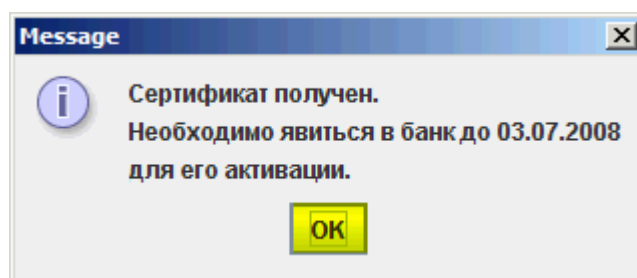 Message
Сертификат получен.
Необходимо явиться в банк до 03.07.2008
для его активации.
OK